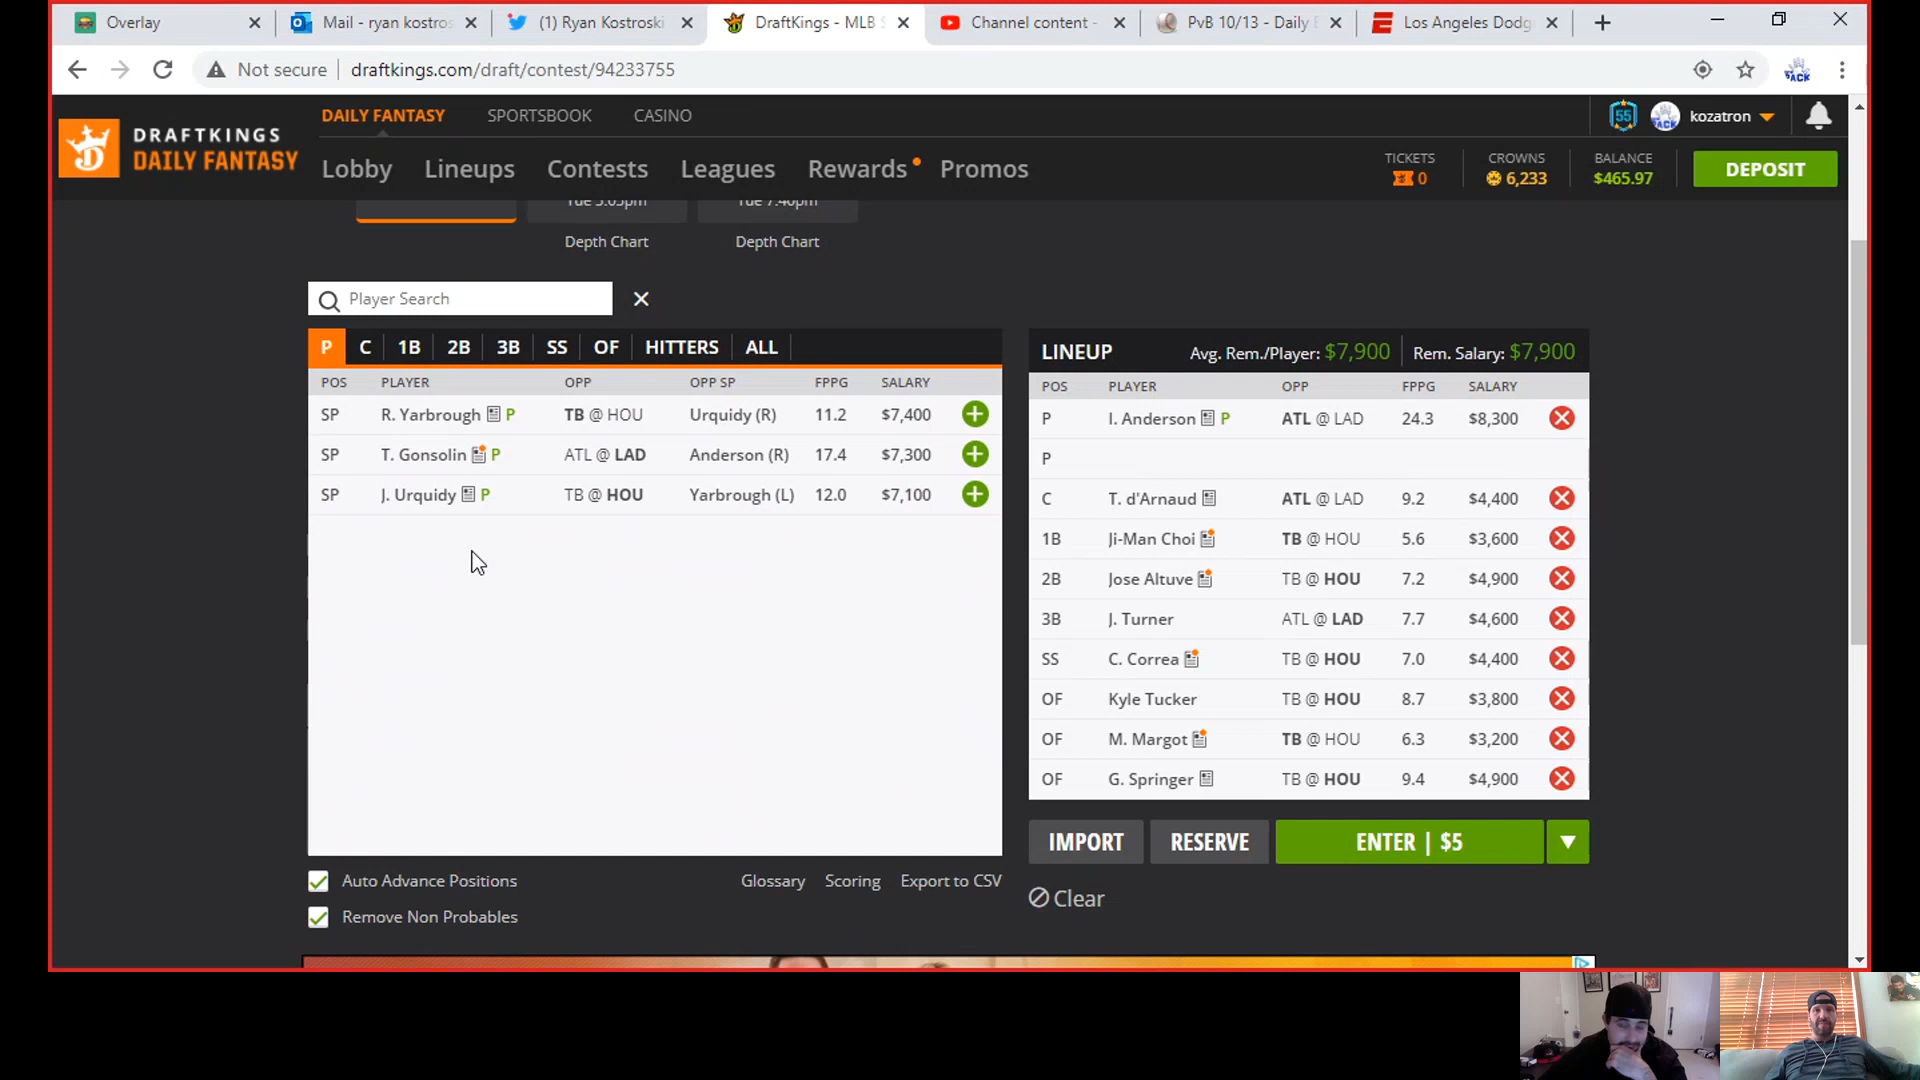 Overlay
Mail - ryan kostros
(1) Ryan Kostroski
DraftKings - MLB S
Channel content -
PvB 10/13 - Daily
Los Angeles Dodg
Not secure draftkings.com/draft/contest/94233755
DRAFTKINGS
DAILY FANTASY
DAILY FANTASY SPORTSBOOK CASINO
55 kozatron
Lobby Lineups Contests Leagues Rewards Promos
TICKETS 0
CROWNS 6,233
BALANCE $465.97
DEPOSIT
Tue 5:05pm Tue 7:40pm
Depth Chart Depth Chart
Player Search
P C 1B 2B 3B SS OF HITTERS ALL
POS PLAYER OPP OPP SP FPPG SALARY
SP R. Yarbrough P TB @ HOU Urquidy (R) 11.2 $7,400
SP T. Gonsolin P ATL @ LAD Anderson (R) 17.4 $7,300
SP J. Urquidy P TB @ HOU Yarbrough (L) 12.0 $7,100
Auto Advance Positions
Glossary Scoring Export to CSV
Remove Non Probables
LINEUP Avg. Rem./Player: $7,900 Rem. Salary: $7,900
POS PLAYER OPP FPPG SALARY
P I. Anderson P ATL @ LAD 24.3 $8,300
P
C T. d'Arnaud ATL @ LAD 9.2 $4,400
1B Ji-Man Choi TB @ HOU 5.6 $3,600
2B Jose Altuve TB @ HOU 7.2 $4,900
3B J. Turner ATL @ LAD 7.7 $4,600
SS C. Correa TB @ HOU 7.0 $4,400
OF Kyle Tucker TB @ HOU 8.7 $3,800
OF M. Margot TB @ HOU 6.3 $3,200
OF G. Springer TB @ HOU 9.4 $4,900
IMPORT RESERVE ENTER | $5
Clear